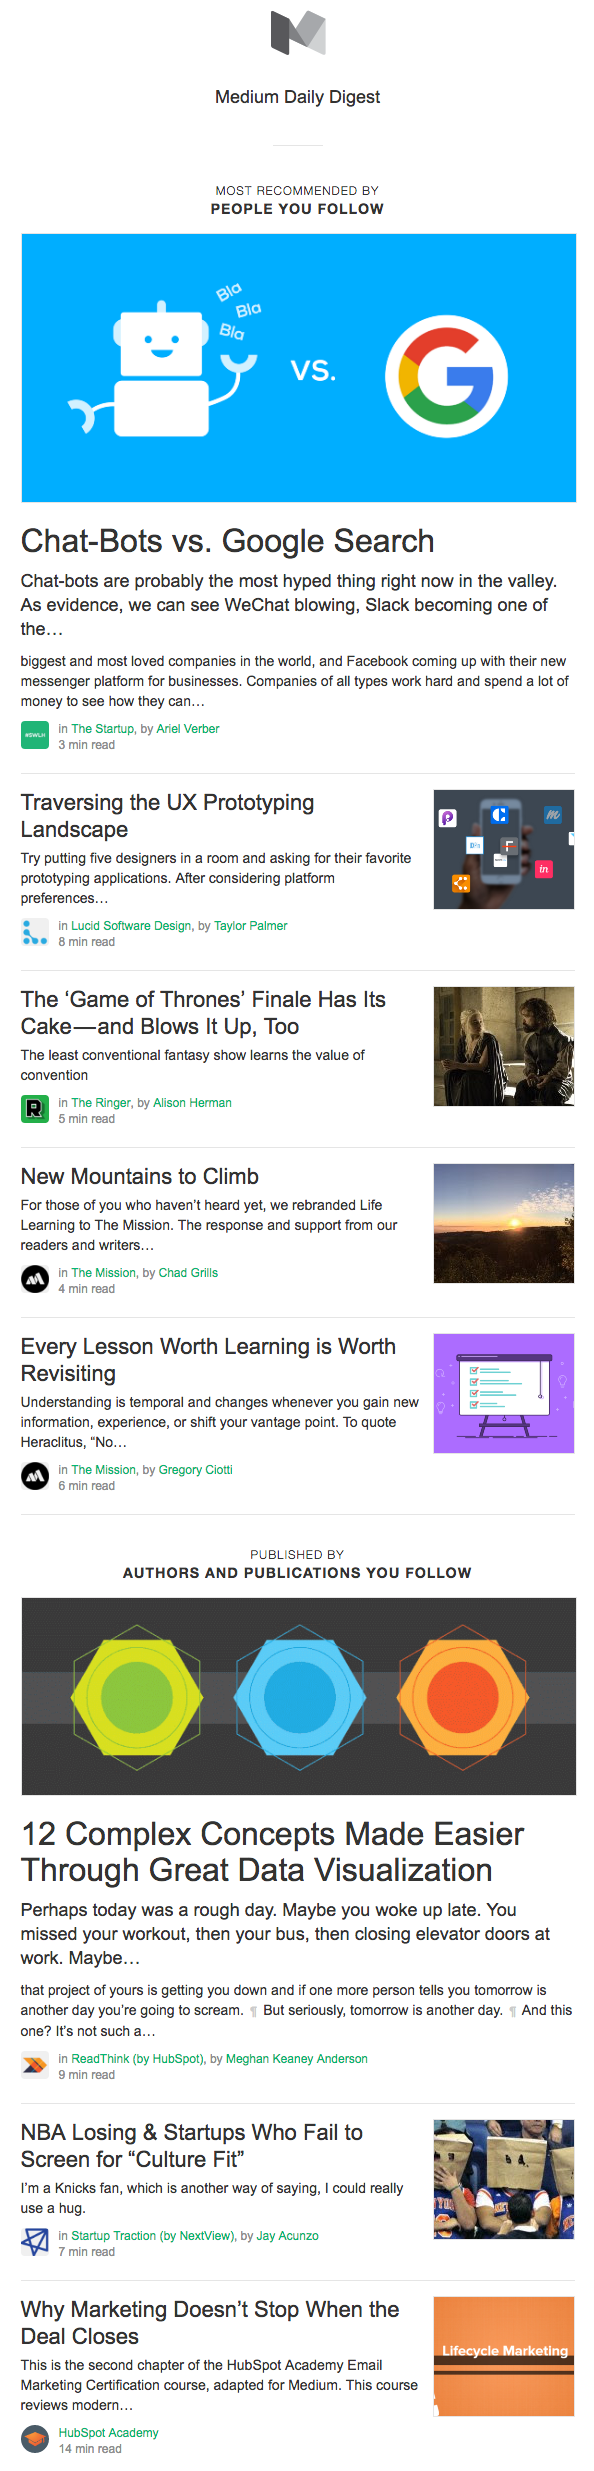 Medium Daily Digest
MOST RECOMMENDED BY
PEOPLE YOU FOLLOW
Bla
Bla
Bla
vs.
Chat-Bots vs. Google Search
Chat-bots are probably the most hyped thing right now in the valley.
As evidence, we can see WeChat blowing, Slack becoming one of
the…
biggest and most loved companies in the world, and Facebook coming up with their new
messenger platform for businesses. Companies of all types work hard and spend a lot of
money to see how they can…
#SWLH
in The Startup, by Ariel Verber
3 min read
Traversing the UX Prototyping
Landscape
Try putting five designers in a room and asking for their favorite
prototyping applications. After considering platform
preferences…
in Lucid Software Design, by Taylor Palmer
8 min read
in
The ‘Game of Thrones’ Finale Has Its
Cake — and Blows It Up, Too
The least conventional fantasy show learns the value of
convention
R
in The Ringer, by Alison Herman
5 min read
New Mountains to Climb
For those of you who haven’t heard yet, we rebranded Life
Learning to The Mission. The response and support from our
readers and writers…
in The Mission, by Chad Grills
4 min read
Every Lesson Worth Learning is Worth
Revisiting
Understanding is temporal and changes whenever you gain new
information, experience, or shift your vantage point. To quote
Heraclitus, “No…
in The Mission, by Gregory Ciotti
6 min read
PUBLISHED BY
AUTHORS AND PUBLICATIONS YOU FOLLOW
12 Complex Concepts Made Easier
Through Great Data Visualization
Perhaps today was a rough day. Maybe you woke up late. You
missed your workout, then your bus, then closing elevator doors at
work. Maybe…
that project of yours is getting you down and if one more person tells you tomorrow is
another day you’re going to scream. ¶ But seriously, tomorrow is another day. ¶ And this
one? It’s not such a…
in ReadThink (by HubSpot), by Meghan Keaney Anderson
9 min read
NBA Losing & Startups Who Fail to
Screen for “Culture Fit”
I’m a Knicks fan, which is another way of saying, I could really
use a hug.
in Startup Traction (by NextView), by Jay Acunzo
7 min read
Why Marketing Doesn’t Stop When the
Deal Closes
This is the second chapter of the HubSpot Academy Email
Marketing Certification course, adapted for Medium. This course
reviews modern…
HubSpot Academy
14 min read
Lifecycle Marketing